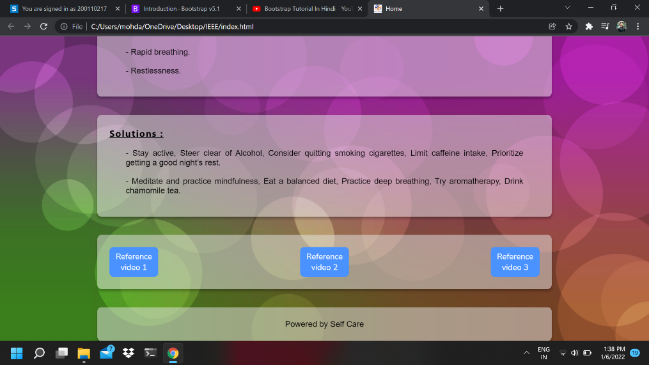 You are signed in as 200110217
Introduction · Bootstrap v5.1
Bootstrap Tutorial In Hindi
Home
File
C:/Users/mohda/OneDrive/Desktop/IEEE/index.html
- Rapid breathing.
- Restlessness.
Solutions :
- Stay active, Steer clear of Alcohol, Consider quitting smoking cigarettes, Limit caffeine intake, Prioritize
getting a good night's rest.
- Meditate and practice mindfulness, Eat a balanced diet, Practice deep breathing, Try aromatherapy, Drink
chamomile tea.
Reference
video 1
Reference
video 2
Reference
video 3
Powered by Self Care
ENG
IN
1:38 PM
1/6/2022